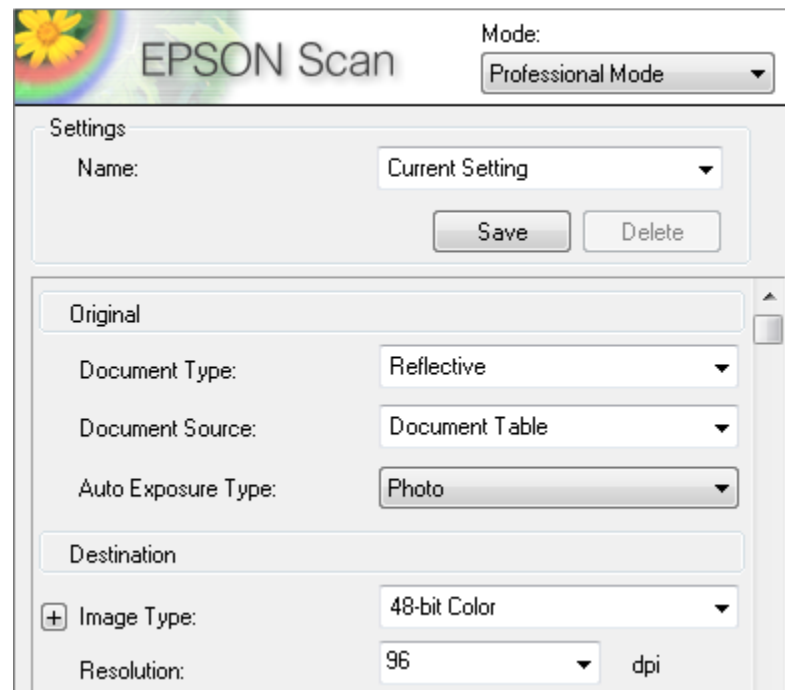 EPSON Scan
Mode:
Professional Mode
Settings
Name: Current Setting
Save Delete
Original
Document Type: Reflective
Document Source: Document Table
Auto Exposure Type: Photo
Destination
Image Type: 48-bit Color
Resolution: 96 dpi